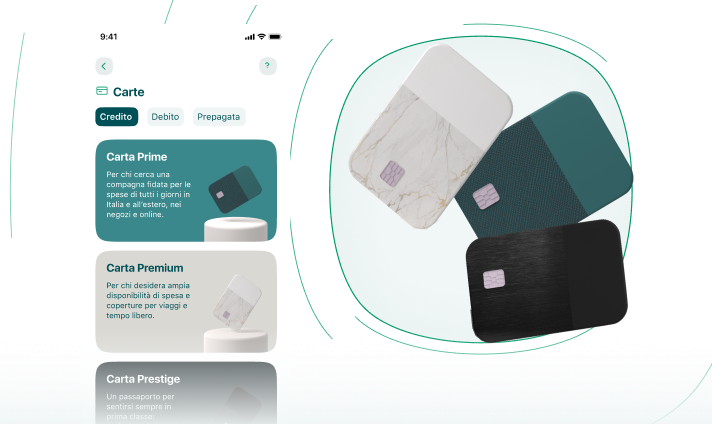 9:41
?
Carte
Credito
Debito
Prepagata
Carta Prime
Per chi cerca una
compagna fidata per le
spese di tutti i giorni in
Italia e all'estero, nei
negozi e online.
Carta Premium
Per chi desidera ampia
disponibilità di spesa e
coperture per viaggi e
tempo libero.
Carta Prestige
Un passaporto per
sentirsi sempre in
prima classe: